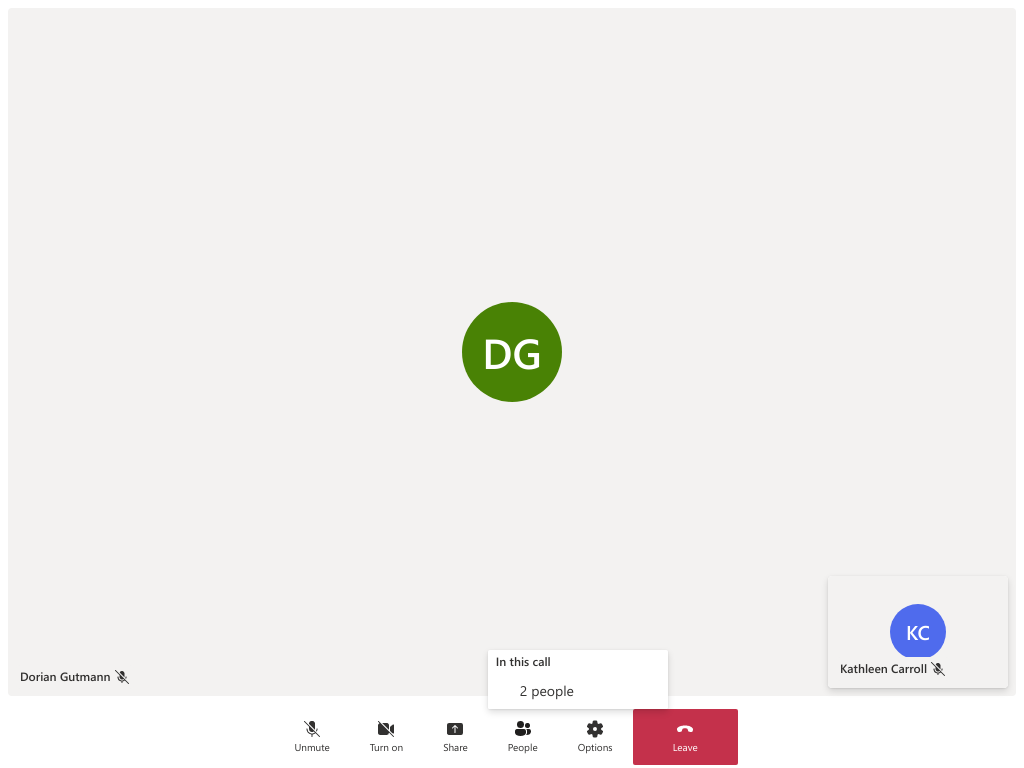 DG
KC
Kathleen Carroll
Dorian Gutmann
In this call
2 people
Unmute
Turn on
Share
People
Options
Leave